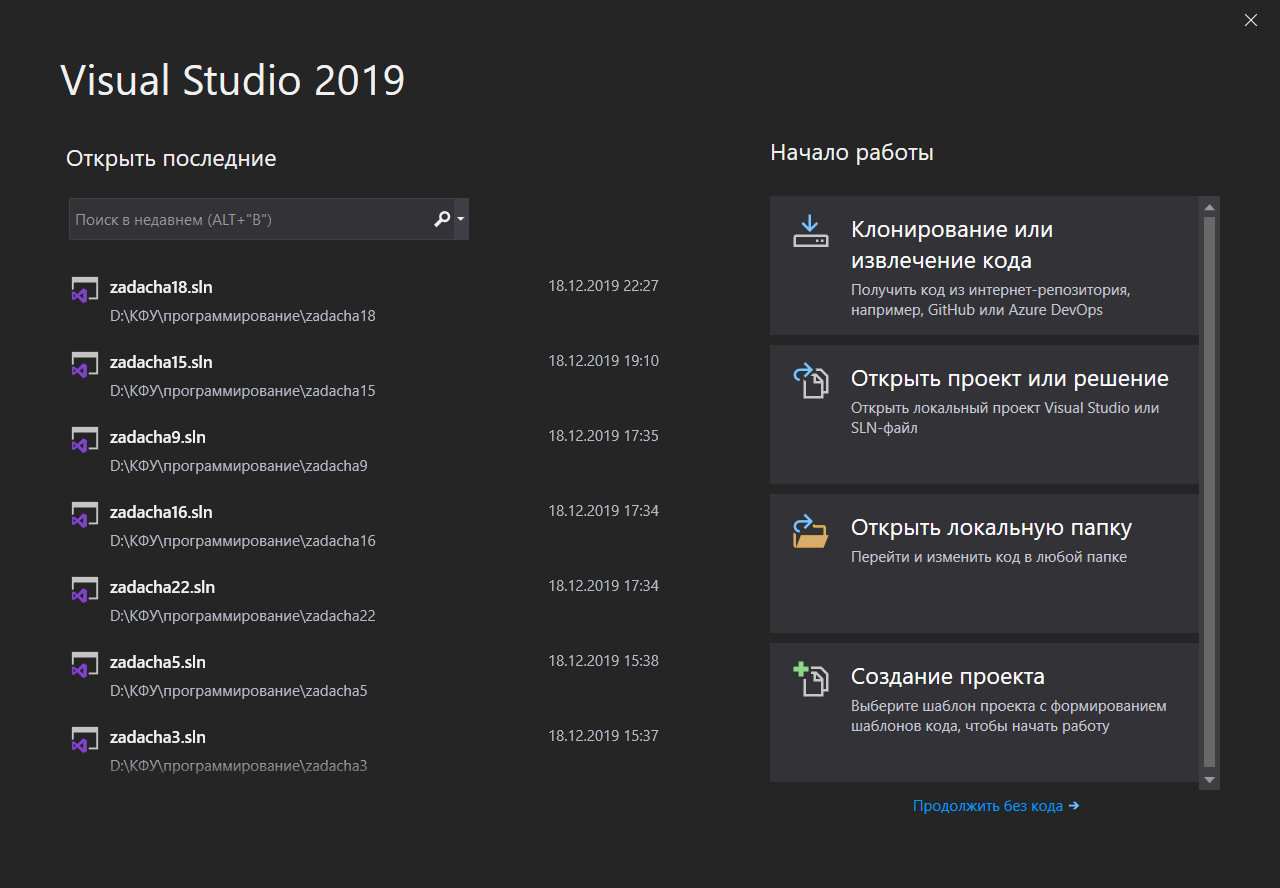 Visual Studio 2019
Открыть последние
Поиск в недавнем (ALT+"В")
zadacha18.sln 18.12.2019 22:27
D:\КФУ\программирование\zadacha18
zadacha15.sln 18.12.2019 19:10
D:\КФУ\программирование\zadacha15
zadacha9.sln 18.12.2019 17:35
D:\КФУ\программирование\zadacha9
zadacha16.sln 18.12.2019 17:34
D:\КФУ\программирование\zadacha16
zadacha22.sln 18.12.2019 17:34
D:\КФУ\программирование\zadacha22
zadacha5.sln 18.12.2019 15:38
D:\КФУ\программирование\zadacha5
zadacha3.sln 18.12.2019 15:37
D:\КФУ\программирование\zadacha3
Начало работы
Клонирование или
извлечение кода
Получить код из интернет-репозитория,
например, GitHub или Azure DevOps
Открыть проект или решение
Открыть локальный проект Visual Studio или
SLN-файл
Открыть локальную папку
Перейти и изменить код в любой папке
Создание проекта
Выберите шаблон проекта с формированием
шаблонов кода, чтобы начать работу
Продолжить без кода →